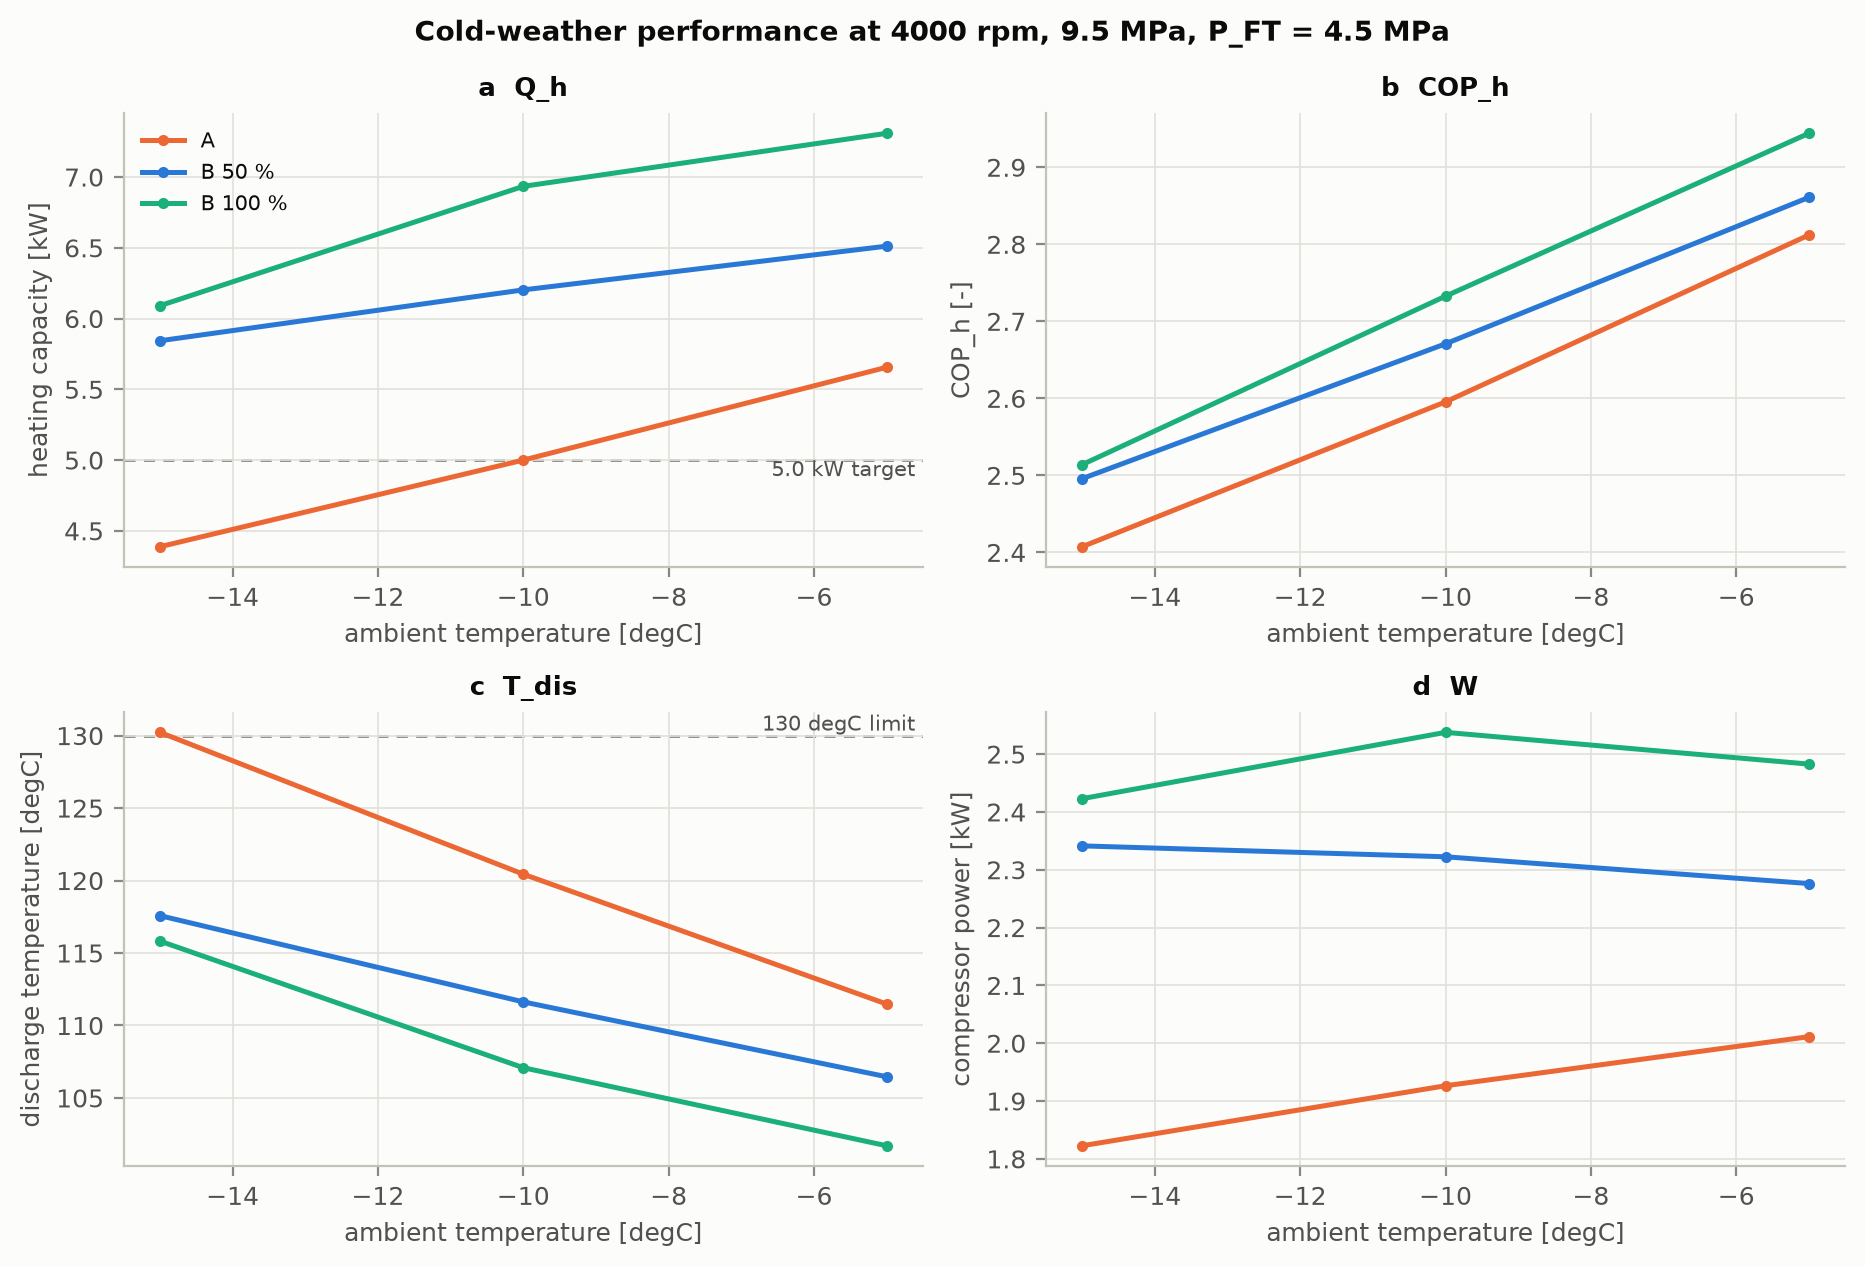 Cold-weather performance at 4000 rpm, 9.5 MPa, P_FT = 4.5 MPa
a Q_h
A
B 50 %
B 100 %
5.0 kW target
heating capacity [kW]
7.0
6.5
6.0
5.5
5.0
4.5
−14
−12
−10
−8
−6
ambient temperature [degC]
b COP_h
COP_h [-]
2.9
2.8
2.7
2.6
2.5
2.4
−14
−12
−10
−8
−6
ambient temperature [degC]
c T_dis
130 degC limit
discharge temperature [degC]
130
125
120
115
110
105
−14
−12
−10
−8
−6
ambient temperature [degC]
d W
compressor power [kW]
2.5
2.4
2.3
2.2
2.1
2.0
1.9
1.8
−14
−12
−10
−8
−6
ambient temperature [degC]